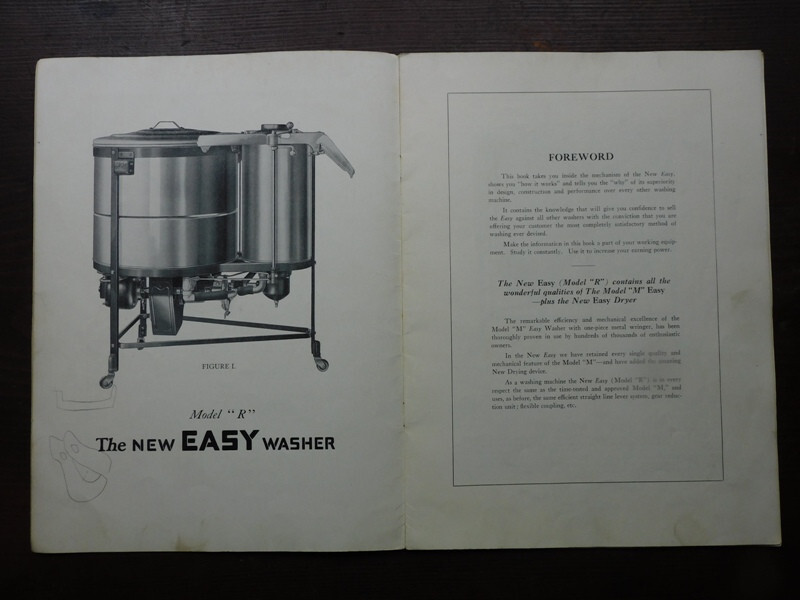 FIGURE I.
Model "R"
The NEW EASY WASHER
FOREWORD
This book takes you inside the mechanism of the New Easy,
shows you "how it works" and tells you the "why" of its superiority
in design, construction and performance over every other washing
machine.
It contains the knowledge that will give you confidence to sell
the Easy against all other washers with the conviction that you are
offering your customer the most completely satisfactory method of
washing ever devised.
Make the information in this book a part of your working equip-
ment. Study it constantly. Use it to increase your earning power.
The New Easy (Model "R") contains all the
wonderful qualities of The Model "M" Easy
—plus the New Easy Dryer
The remarkable efficiency and mechanical excellence of the
Model "M" Easy Washer with one-piece metal wringer, has been
thoroughly proven in use by hundreds of thousands of enthusiastic
owners.
In the New Easy we have retained every single quality and
mechanical feature of the Model "M"—and have added the amazing
New Drying device.
As a washing machine the New Easy (Model "R") is in every
respect the same as the time-tested and approved Model "M," and
uses, as before, the same efficient straight line lever system, gear reduc-
tion unit; flexible coupling, etc.